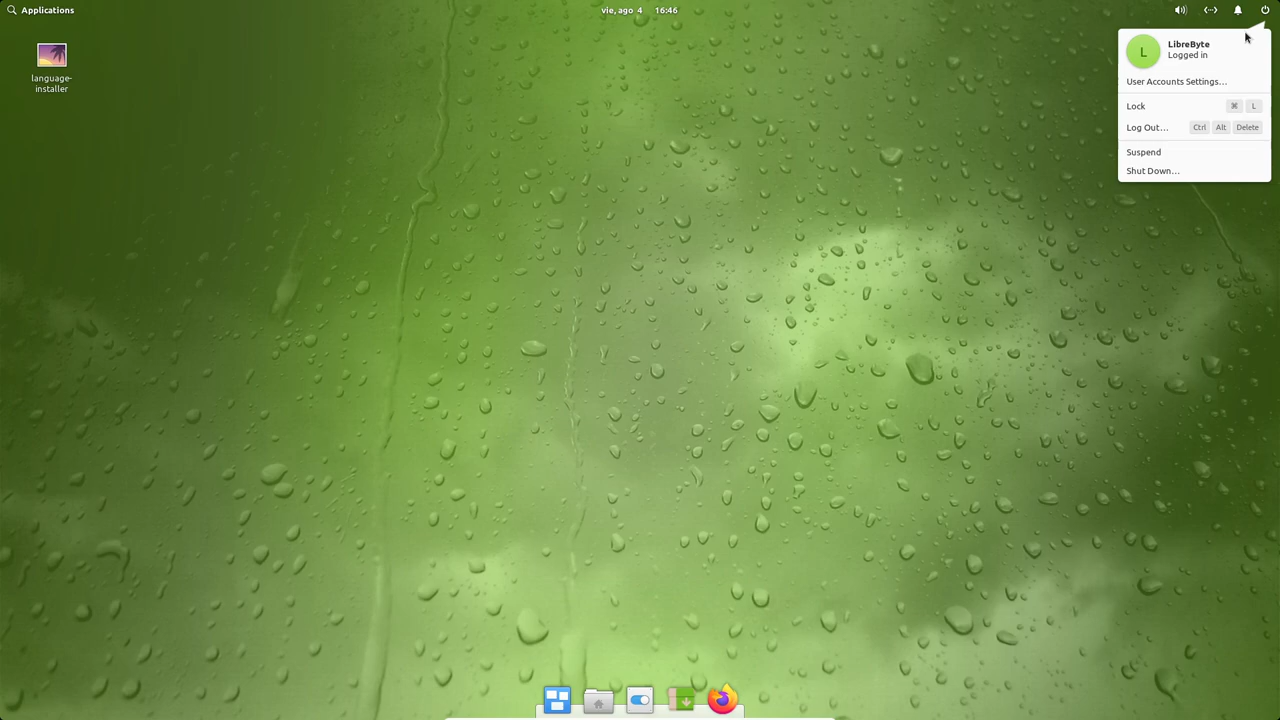 Applications
vie, ago 4 16:46
language-
installer
L
LibreByte
Logged in
User Accounts Settings…
Lock ⌘ L
Log Out… Ctrl Alt Delete
Suspend
Shut Down…